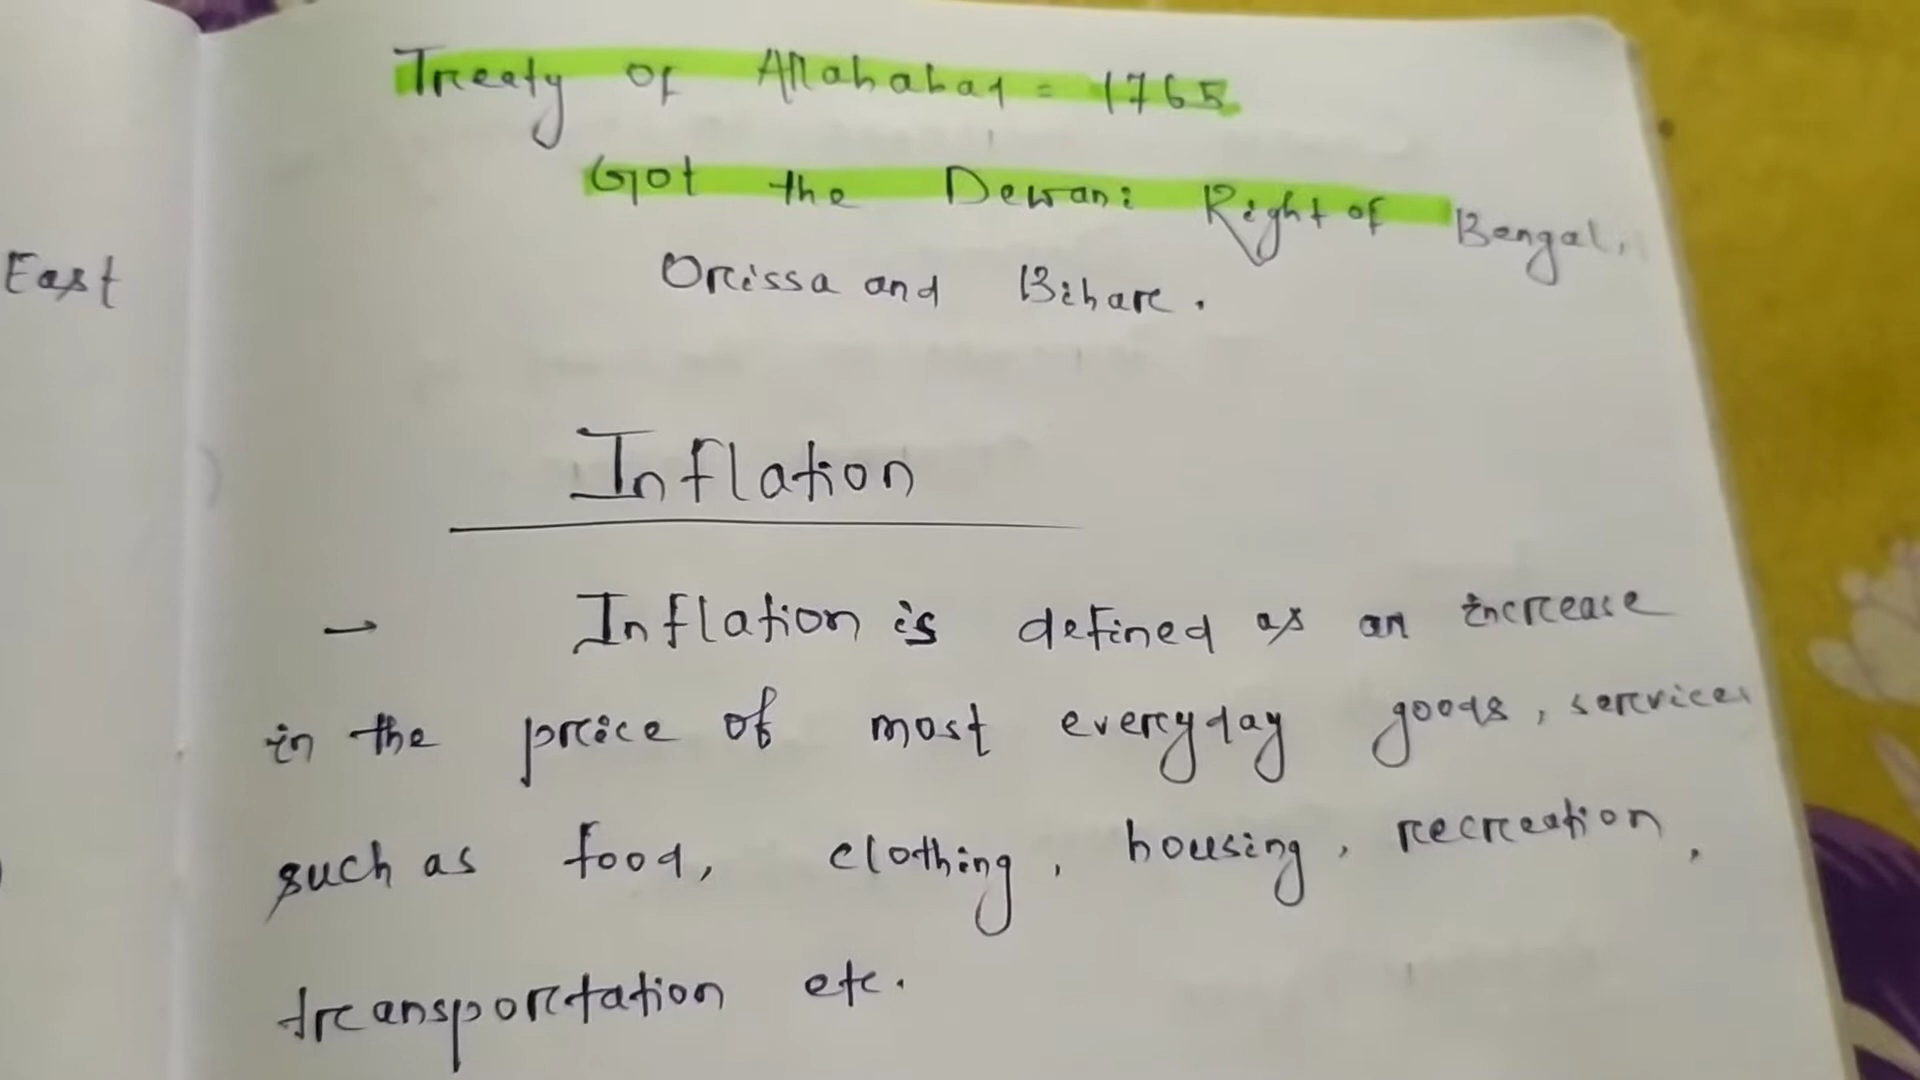 East
Treaty of Allahabad = 1765
Got the Dewani Right of Bengal,
Orissa and Bihar.
Inflation
→ Inflation is defined as an increase
in the price of most everyday goods, services
such as food, clothing, housing, recreation,
transportation etc.